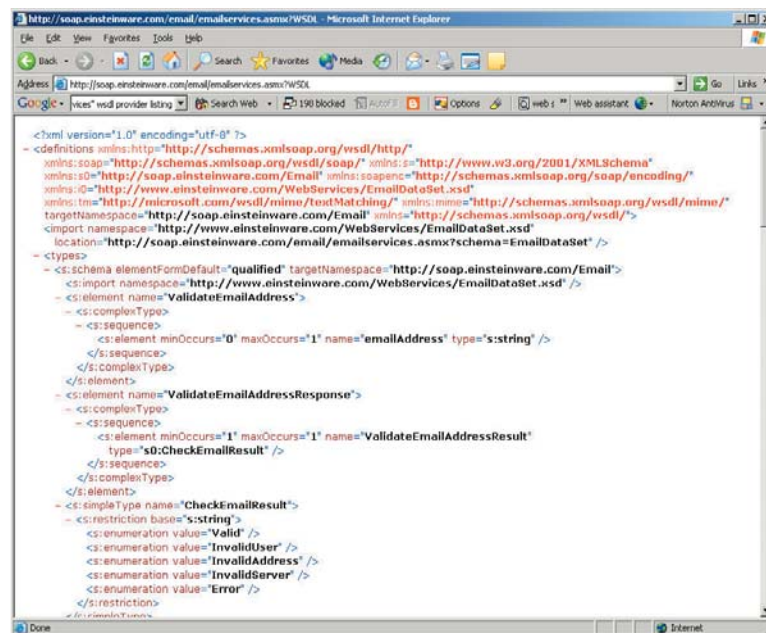 http://soap.einsteinware.com/email/emailservices.asmx?WSDL - Microsoft Internet Explorer
File Edit View Favorites Tools Help
Back Search Favorites Media
Address http://soap.einsteinware.com/email/emailservices.asmx?WSDL Go Links
Google vices" wsdl provider listing Search Web 198 blocked AutoFill Options web s Web assistant Norton AntiVirus
<?xml version="1.0" encoding="utf-8" ?>
- <definitions xmlns:http="http://schemas.xmlsoap.org/wsdl/http/"
xmlns:soap="http://schemas.xmlsoap.org/wsdl/soap/" xmlns:s="http://www.w3.org/2001/XMLSchema"
xmlns:s0="http://soap.einsteinware.com/Email" xmlns:soapenc="http://schemas.xmlsoap.org/soap/encoding/"
xmlns:i0="http://www.einsteinware.com/WebServices/EmailDataSet.xsd"
xmlns:tm="http://microsoft.com/wsdl/mime/textMatching/" xmlns:mime="http://schemas.xmlsoap.org/wsdl/mime/"
targetNamespace="http://soap.einsteinware.com/Email" xmlns="http://schemas.xmlsoap.org/wsdl/">
<import namespace="http://www.einsteinware.com/WebServices/EmailDataSet.xsd"
location="http://soap.einsteinware.com/email/emailservices.asmx?schema=EmailDataSet" />
- <types>
- <s:schema elementFormDefault="qualified" targetNamespace="http://soap.einsteinware.com/Email">
<s:import namespace="http://www.einsteinware.com/WebServices/EmailDataSet.xsd" />
- <s:element name="ValidateEmailAddress">
- <s:complexType>
- <s:sequence>
<s:element minOccurs="0" maxOccurs="1" name="emailAddress" type="s:string" />
</s:sequence>
</s:complexType>
</s:element>
- <s:element name="ValidateEmailAddressResponse">
- <s:complexType>
- <s:sequence>
<s:element minOccurs="1" maxOccurs="1" name="ValidateEmailAddressResult"
type="s0:CheckEmailResult" />
</s:sequence>
</s:complexType>
</s:element>
- <s:simpleType name="CheckEmailResult">
- <s:restriction base="s:string">
<s:enumeration value="Valid" />
<s:enumeration value="InvalidUser" />
<s:enumeration value="InvalidAddress" />
<s:enumeration value="InvalidServer" />
<s:enumeration value="Error" />
</s:restriction>
</s:simpleType>
Done Internet